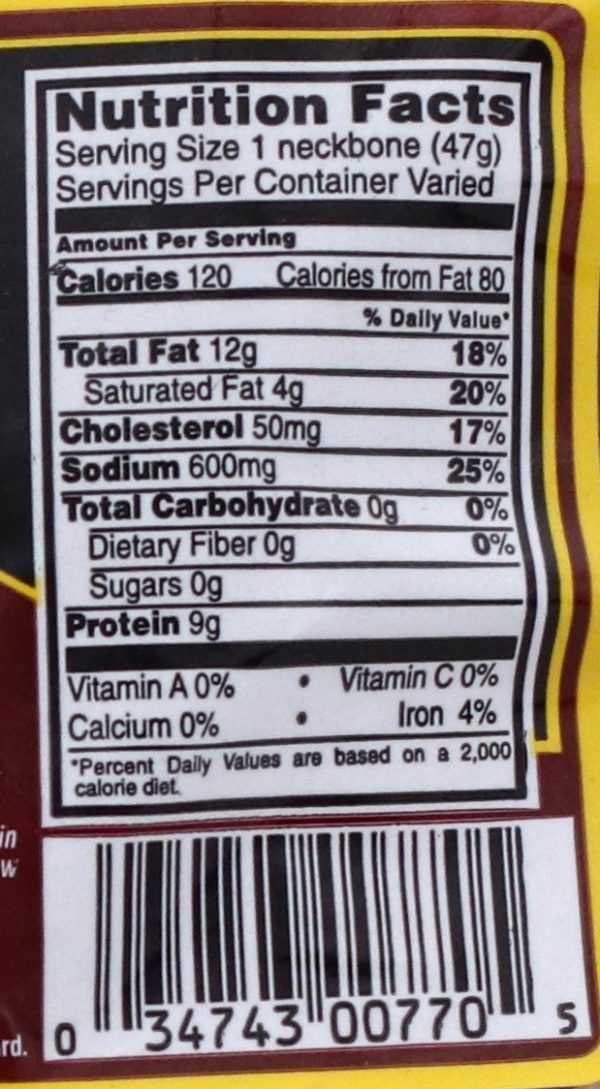 Nutrition Facts
Serving Size 1 neckbone (47g)
Servings Per Container Varied
Amount Per Serving
Calories 120 Calories from Fat 80
% Daily Value*
Total Fat 12g 18%
Saturated Fat 4g 20%
Cholesterol 50mg 17%
Sodium 600mg 25%
Total Carbohydrate 0g 0%
Dietary Fiber 0g 0%
Sugars 0g
Protein 9g
Vitamin A 0% • Vitamin C 0%
Calcium 0% • Iron 4%
*Percent Daily Values are based on a 2,000
calorie diet.
in
w
rd.
0 34743 00770 5